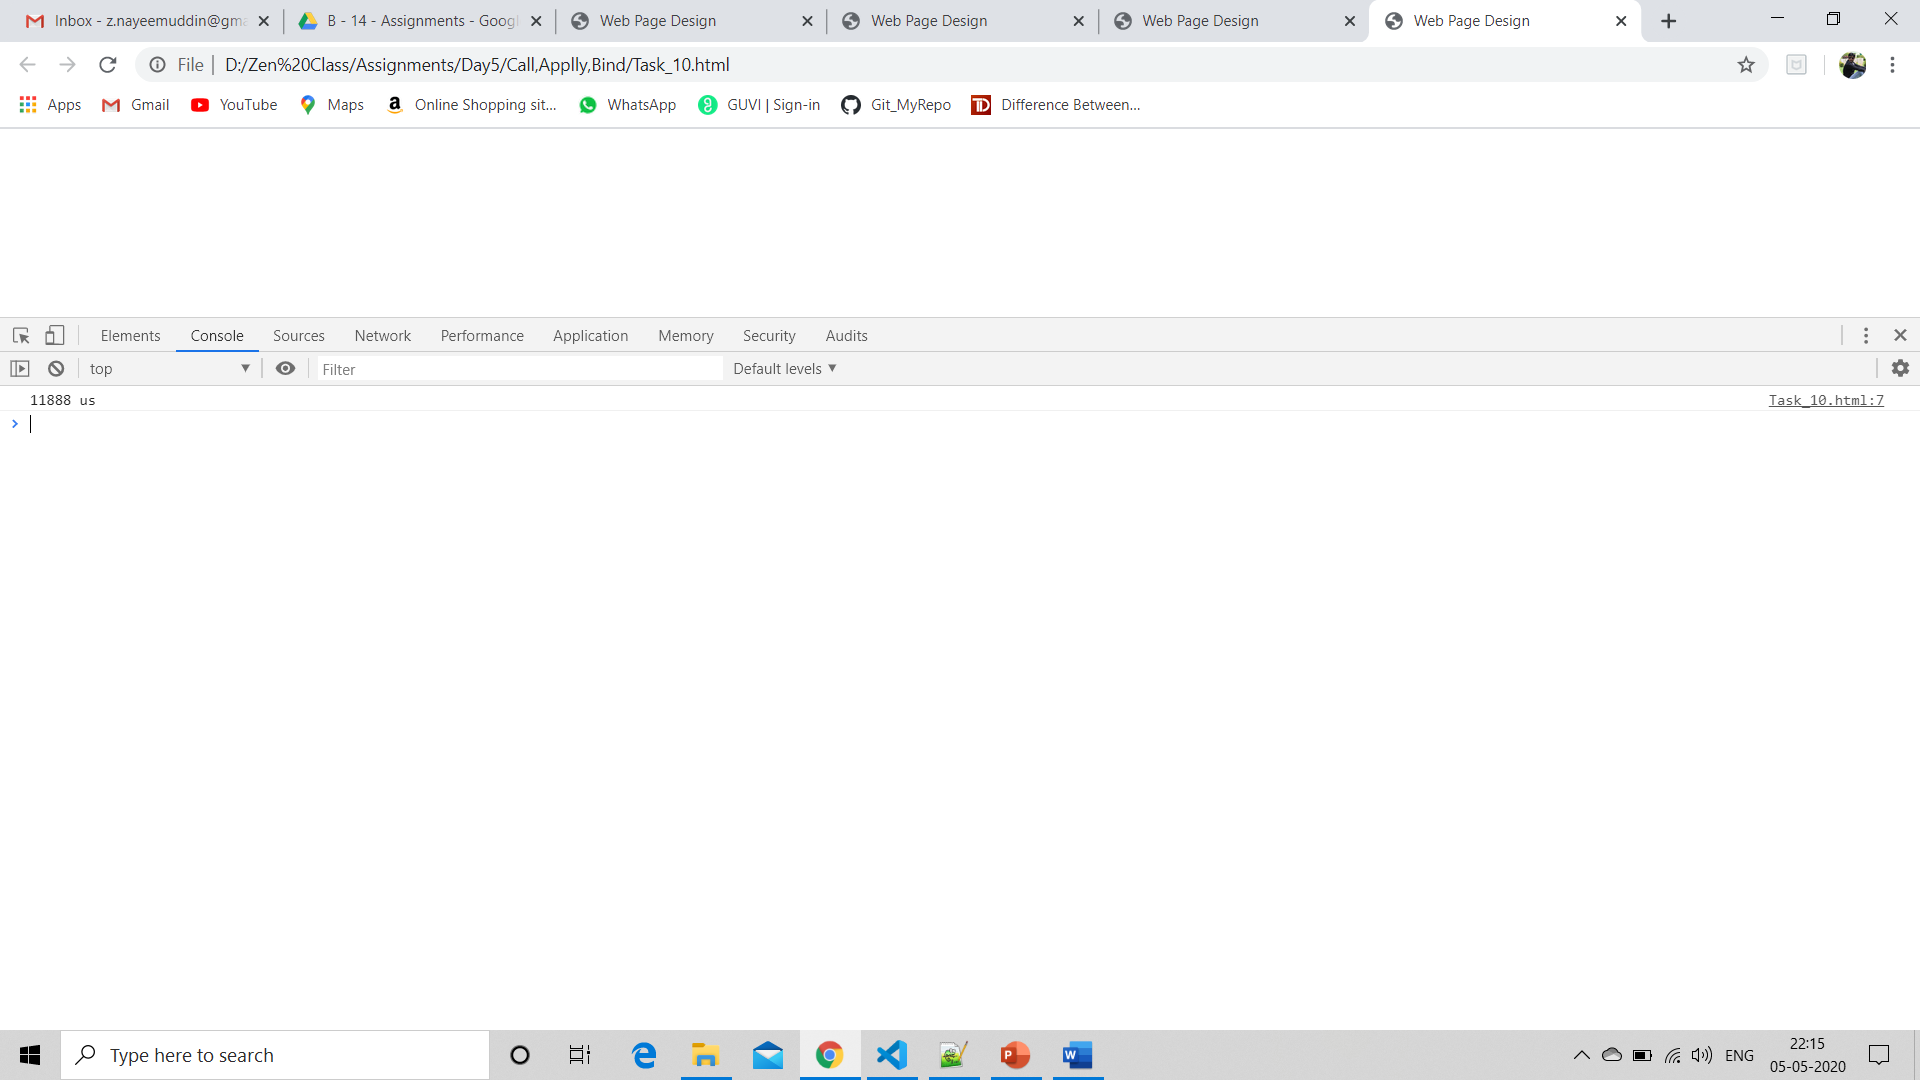 Inbox - z.nayeemuddin@gma
B - 14 - Assignments - Googl
Web Page Design
Web Page Design
Web Page Design
Web Page Design
File
D:/Zen%20Class/Assignments/Day5/Call,Applly,Bind/Task_10.html
Apps
Gmail
YouTube
Maps
Online Shopping sit...
WhatsApp
GUVI | Sign-in
Git_MyRepo
Difference Between...
Elements
Console
Sources
Network
Performance
Application
Memory
Security
Audits
top
Filter
Default levels
11888 us
Task_10.html:7
Type here to search
ENG
22:15
05-05-2020